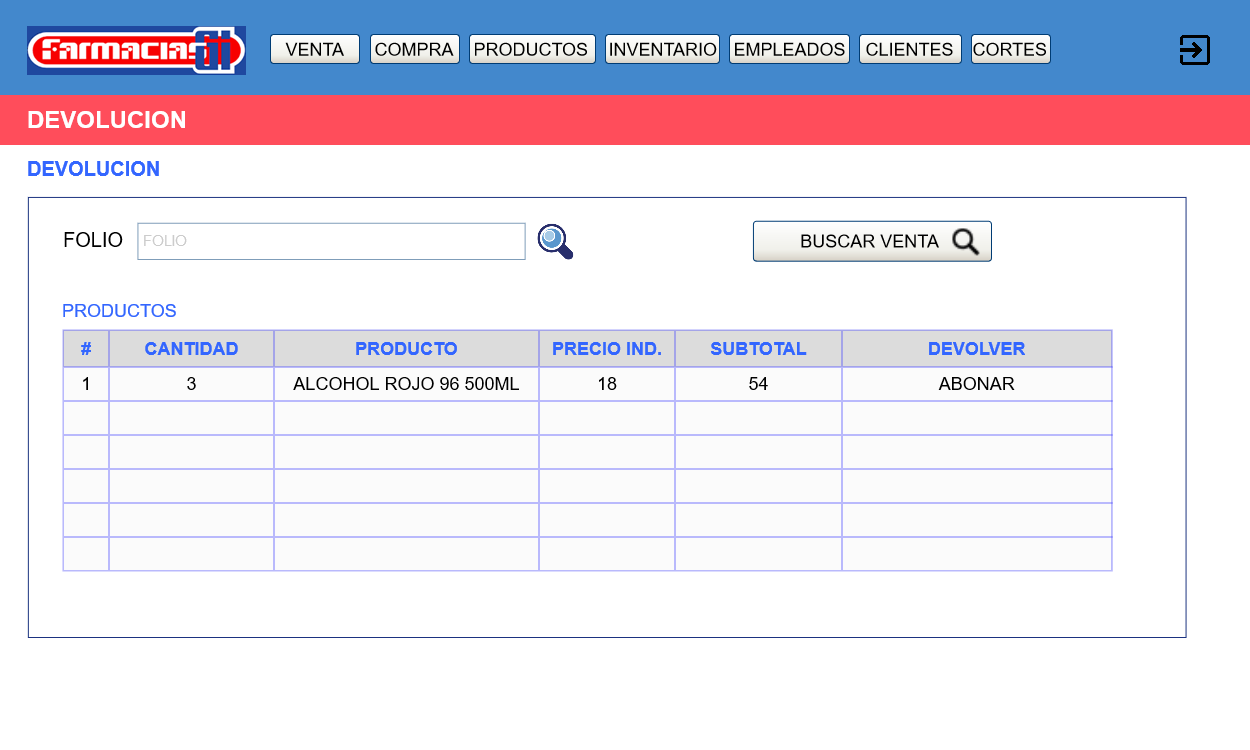 Farmacias GI VENTA COMPRA PRODUCTOS INVENTARIO EMPLEADOS CLIENTES CORTES
DEVOLUCION
DEVOLUCION
FOLIO FOLIO BUSCAR VENTA
PRODUCTOS
# CANTIDAD PRODUCTO PRECIO IND. SUBTOTAL DEVOLVER
1 3 ALCOHOL ROJO 96 500ML 18 54 ABONAR